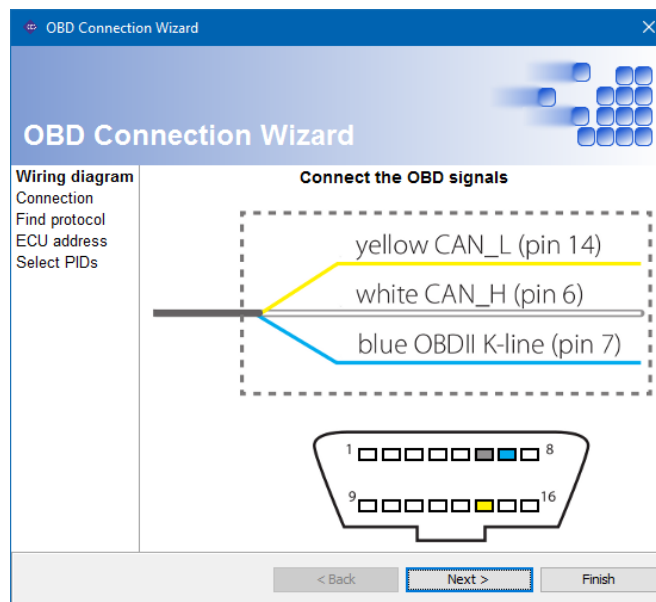 OBD Connection Wizard
OBD Connection Wizard
Wiring diagram
Connection
Find protocol
ECU address
Select PIDs
Connect the OBD signals
yellow CAN_L (pin 14)
white CAN_H (pin 6)
blue OBDII K-line (pin 7)
1 8
9 16
< Back Next > Finish